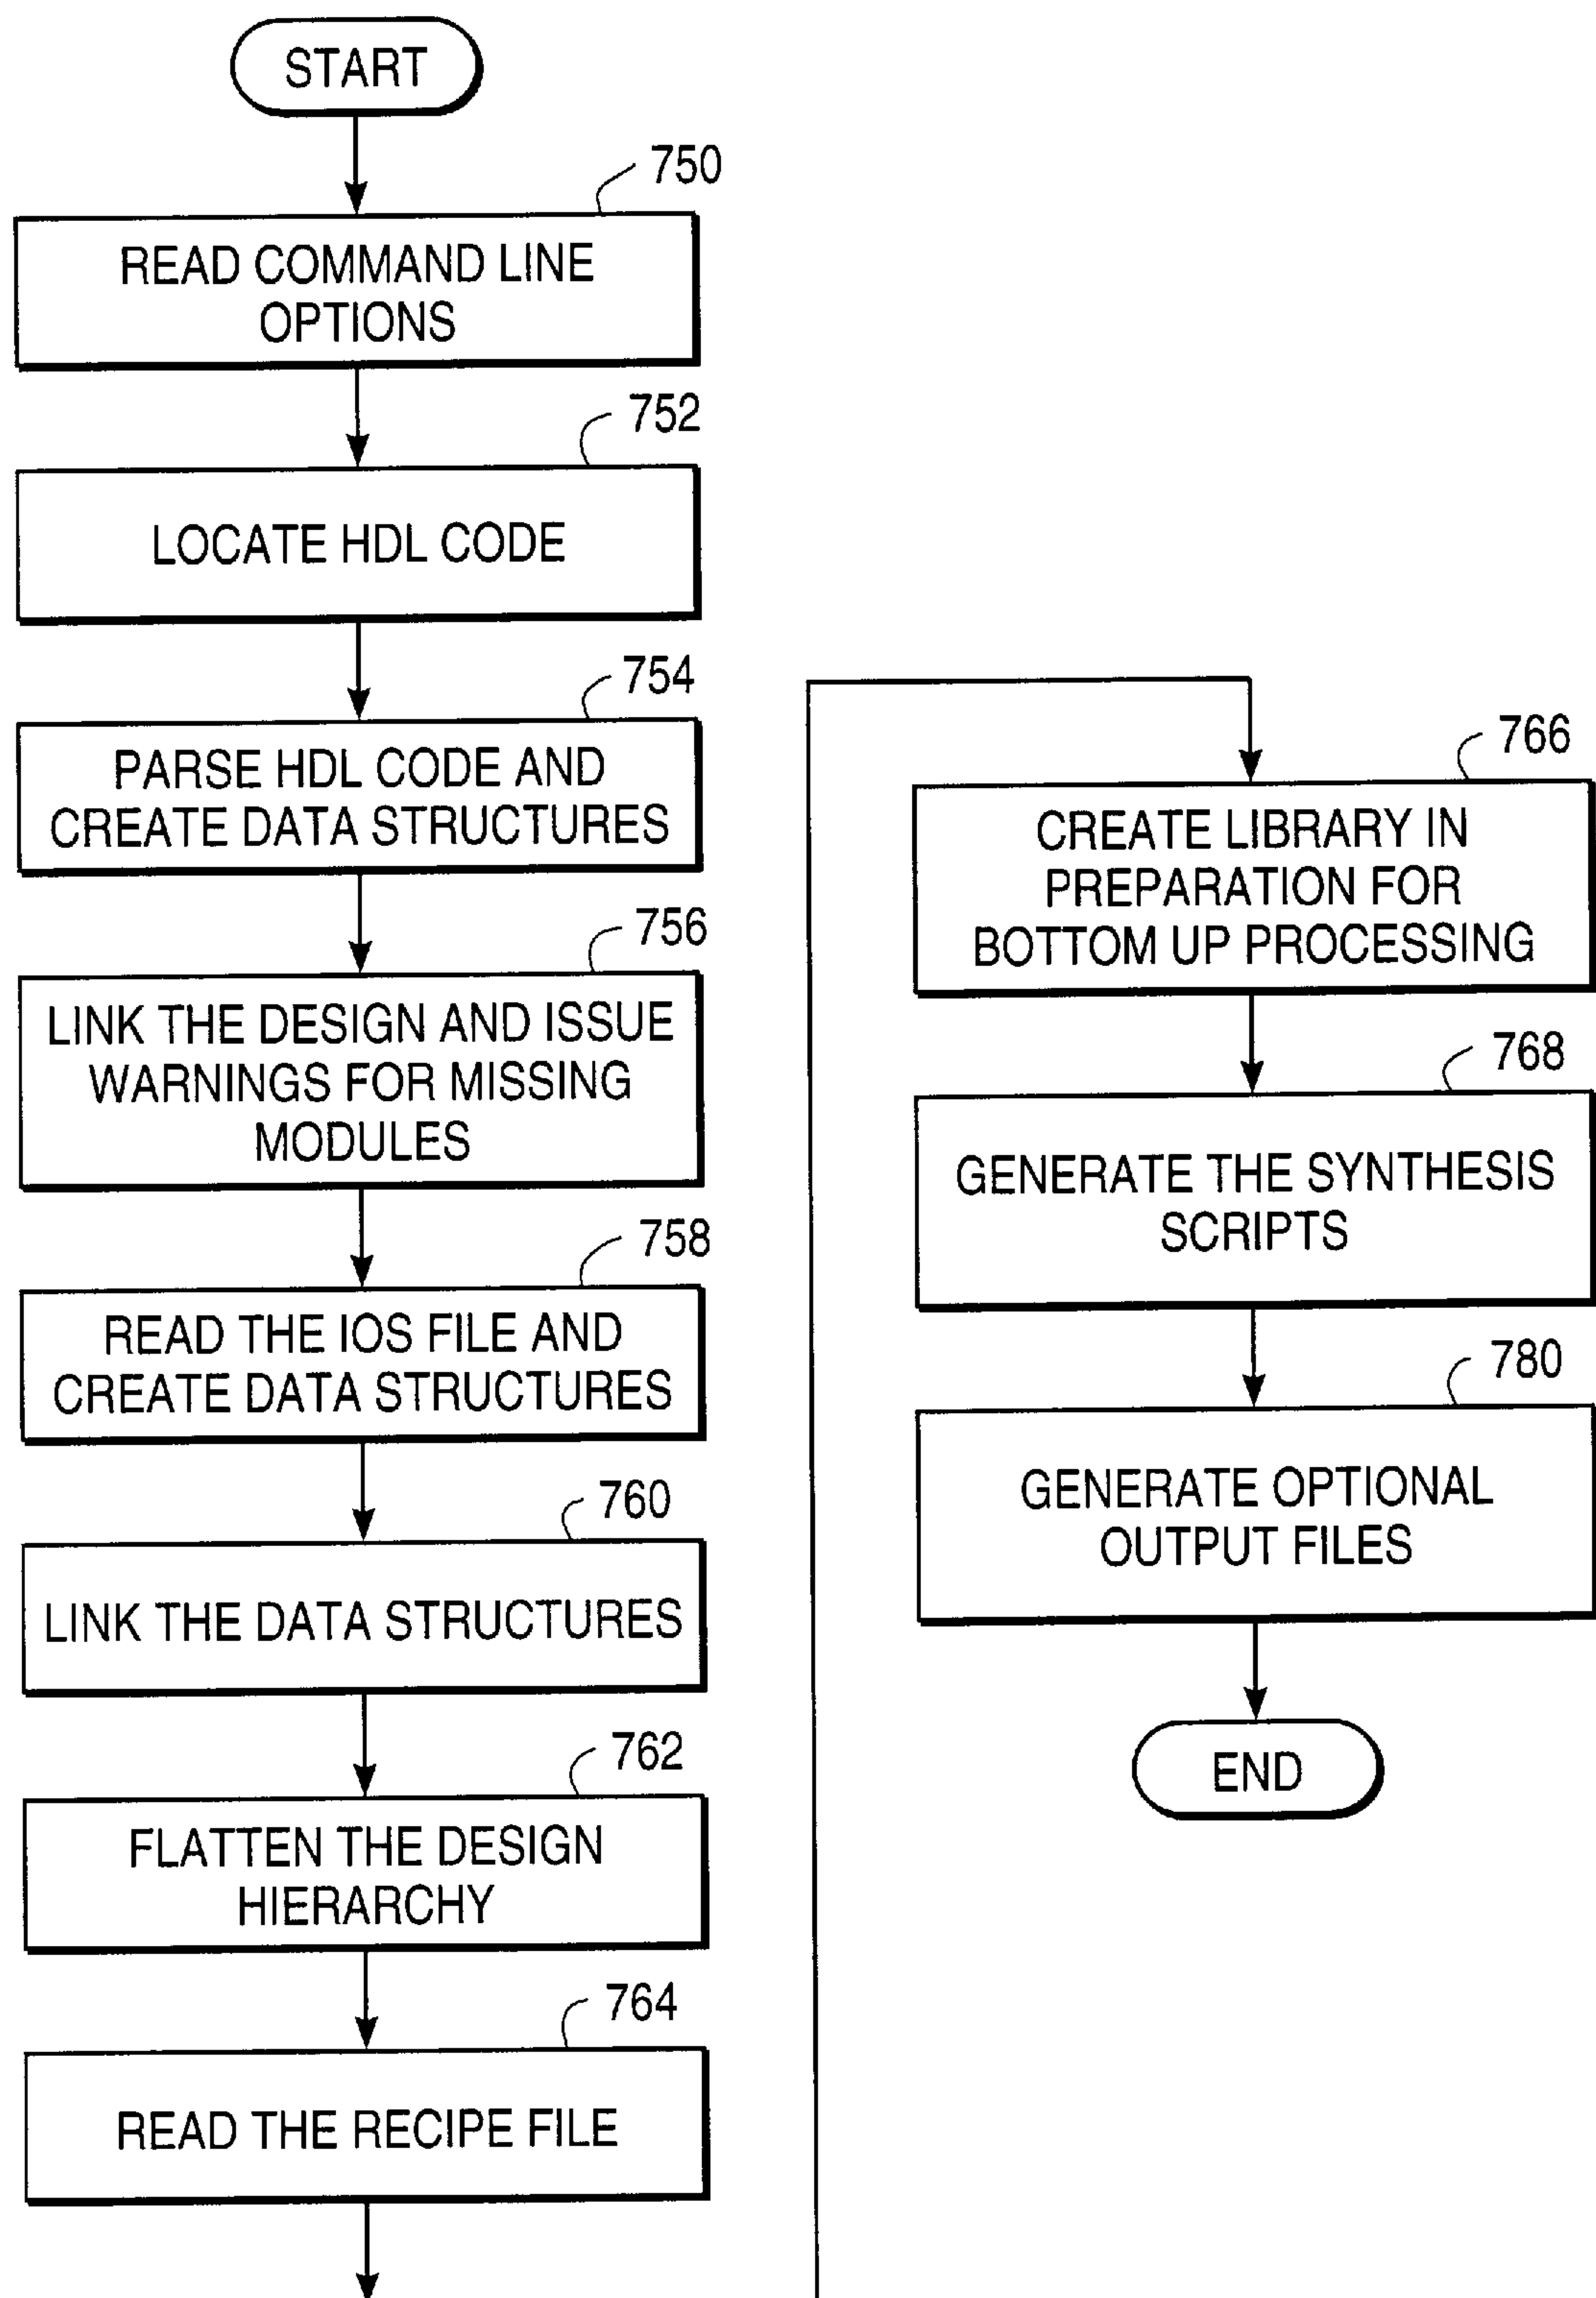 START
750
READ COMMAND LINE
OPTIONS
752
LOCATE HDL CODE
754
PARSE HDL CODE AND
CREATE DATA STRUCTURES
756
LINK THE DESIGN AND ISSUE
WARNINGS FOR MISSING
MODULES
758
READ THE IOS FILE AND
CREATE DATA STRUCTURES
760
LINK THE DATA STRUCTURES
762
FLATTEN THE DESIGN
HIERARCHY
764
READ THE RECIPE FILE
766
CREATE LIBRARY IN
PREPARATION FOR
BOTTOM UP PROCESSING
768
GENERATE THE SYNTHESIS
SCRIPTS
780
GENERATE OPTIONAL
OUTPUT FILES
END